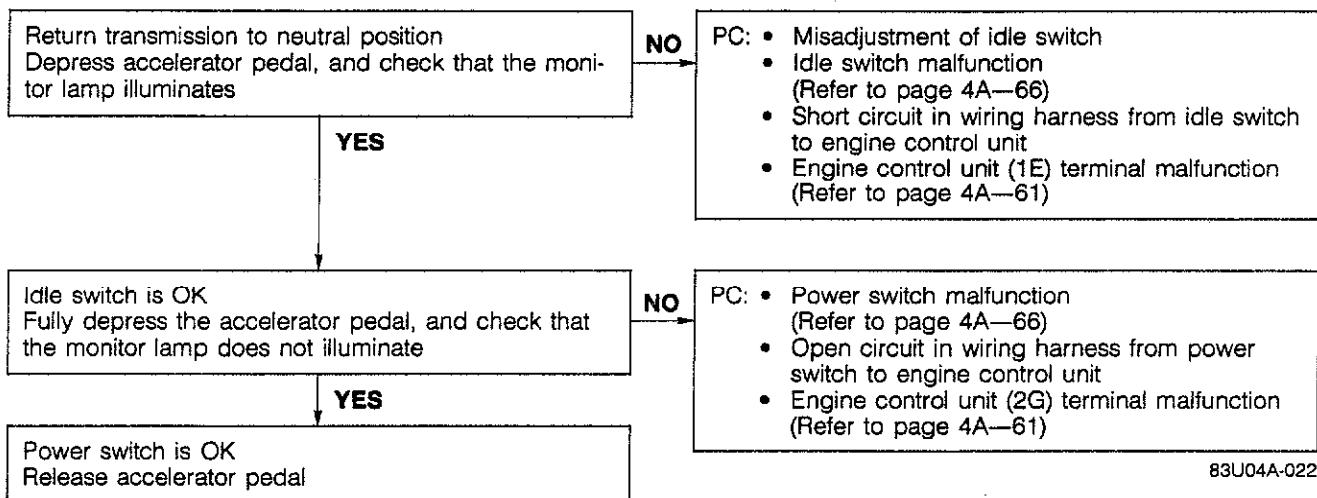 Return transmission to neutral position
Depress accelerator pedal, and check that the moni-
tor lamp illuminates
NO
PC: • Misadjustment of idle switch
• Idle switch malfunction
(Refer to page 4A—66)
• Short circuit in wiring harness from idle switch
to engine control unit
• Engine control unit (1E) terminal malfunction
(Refer to page 4A—61)
YES
Idle switch is OK
Fully depress the accelerator pedal, and check that
the monitor lamp does not illuminate
NO
PC: • Power switch malfunction
(Refer to page 4A—66)
• Open circuit in wiring harness from power
switch to engine control unit
• Engine control unit (2G) terminal malfunction
(Refer to page 4A—61)
YES
Power switch is OK
Release accelerator pedal
83U04A-022